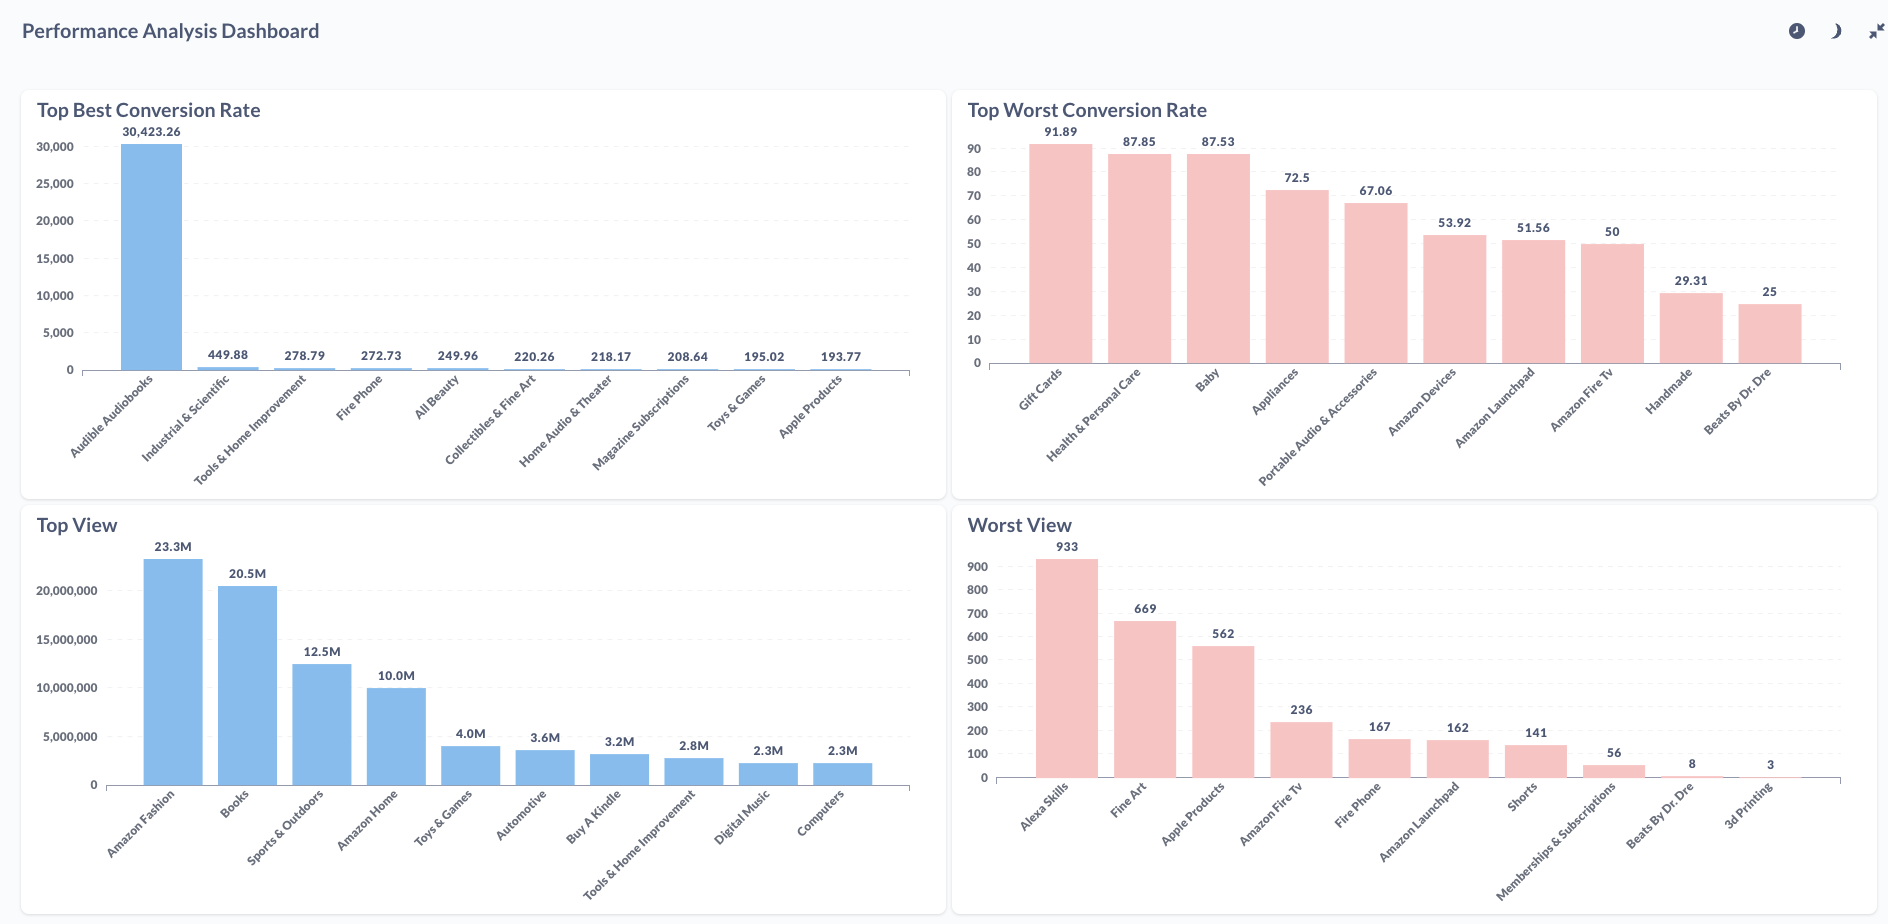 Performance Analysis Dashboard
Top Best Conversion Rate
30,423.26
30,000
25,000
20,000
15,000
10,000
5,000
0
449.88
278.79
272.73
249.96
220.26
218.17
208.64
195.02
193.77
Audible Audiobooks
Industrial & Scientific
Tools & Home Improvement
Fire Phone
All Beauty
Collectibles & Fine Art
Home Audio & Theater
Magazine Subscriptions
Toys & Games
Apple Products
Top Worst Conversion Rate
91.89
87.85
87.53
72.5
67.06
53.92
51.56
50
29.31
25
90
80
70
60
50
40
30
20
10
0
Gift Cards
Health & Personal Care
Baby
Appliances
Portable Audio & Accessories
Amazon Devices
Amazon Launchpad
Amazon Fire Tv
Handmade
Beats By Dr. Dre
Top View
23.3M
20.5M
12.5M
10.0M
4.0M
3.6M
3.2M
2.8M
2.3M
2.3M
20,000,000
15,000,000
10,000,000
5,000,000
0
Amazon Fashion
Books
Sports & Outdoors
Amazon Home
Toys & Games
Automotive
Buy A Kindle
Tools & Home Improvement
Digital Music
Computers
Worst View
933
669
562
236
167
162
141
56
8
3
900
800
700
600
500
400
300
200
100
0
Alexa Skills
Fine Art
Apple Products
Amazon Fire Tv
Fire Phone
Amazon Launchpad
Shorts
Memberships & Subscriptions
Beats By Dr. Dre
3d Printing